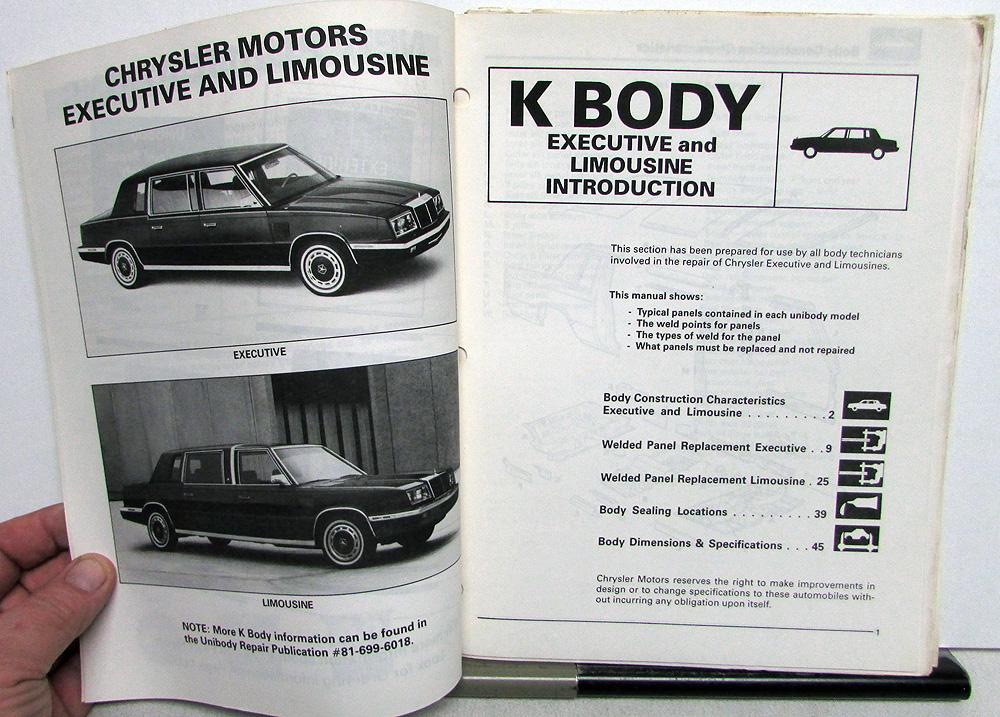 CHRYSLER MOTORS
EXECUTIVE AND LIMOUSINE
EXECUTIVE
LIMOUSINE
NOTE: More K Body information can be found in
the Unibody Repair Publication #81-699-6018.
K BODY
EXECUTIVE and
LIMOUSINE
INTRODUCTION
This section has been prepared for use by all body technicians
involved in the repair of Chrysler Executive and Limousines.
This manual shows:
- Typical panels contained in each unibody model
- The weld points for panels
- The types of weld for the panel
- What panels must be replaced and not repaired
Body Construction Characteristics
Executive and Limousine . . . . . . . . . 2
Welded Panel Replacement Executive . . 9
Welded Panel Replacement Limousine . 25
Body Sealing Locations . . . . . . . . . 39
Body Dimensions & Specifications . . . 45
Chrysler Motors reserves the right to make improvements in
design or to change specifications to these automobiles with-
out incurring any obligation upon itself.
1